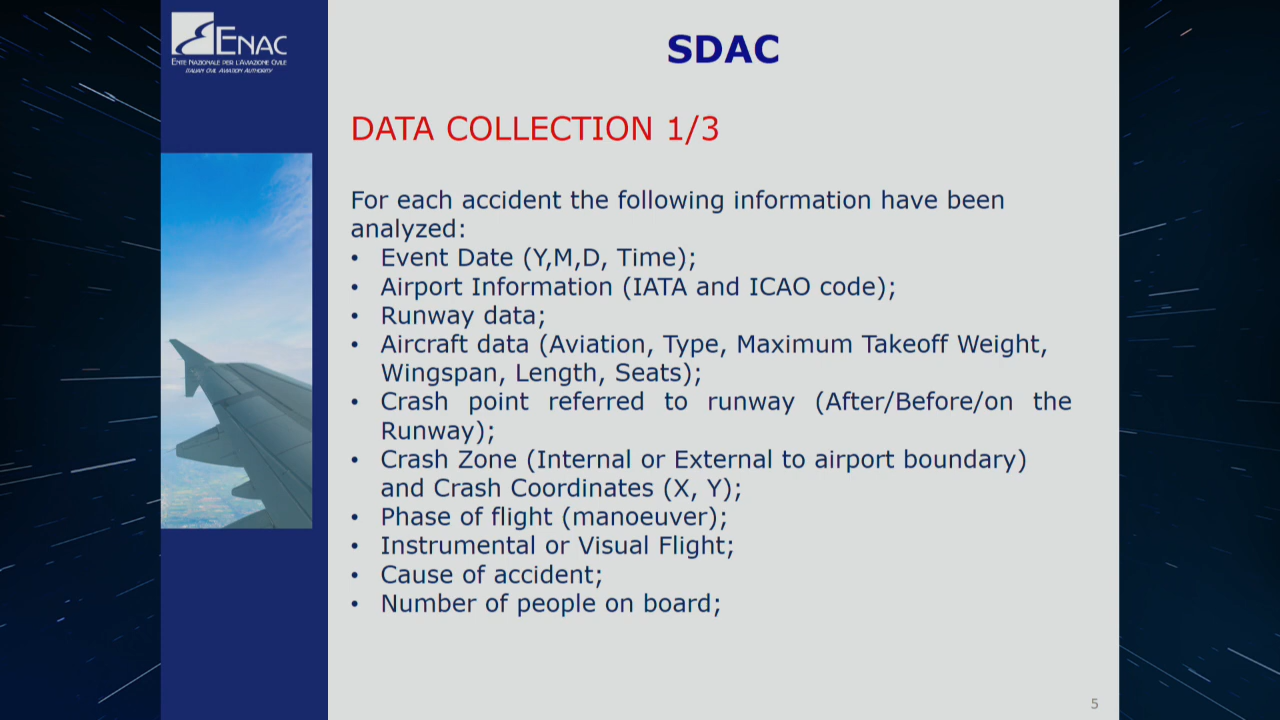 ENAC
ENTE NAZIONALE PER L'AVIAZIONE CIVILE
ITALIAN CIVIL AVIATION AUTHORITY
SDAC
DATA COLLECTION 1/3
For each accident the following information have been
analyzed:
• Event Date (Y,M,D, Time);
• Airport Information (IATA and ICAO code);
• Runway data;
• Aircraft data (Aviation, Type, Maximum Takeoff Weight,
Wingspan, Length, Seats);
• Crash point referred to runway (After/Before/on the
Runway);
• Crash Zone (Internal or External to airport boundary)
and Crash Coordinates (X, Y);
• Phase of flight (manoeuver);
• Instrumental or Visual Flight;
• Cause of accident;
• Number of people on board;
5